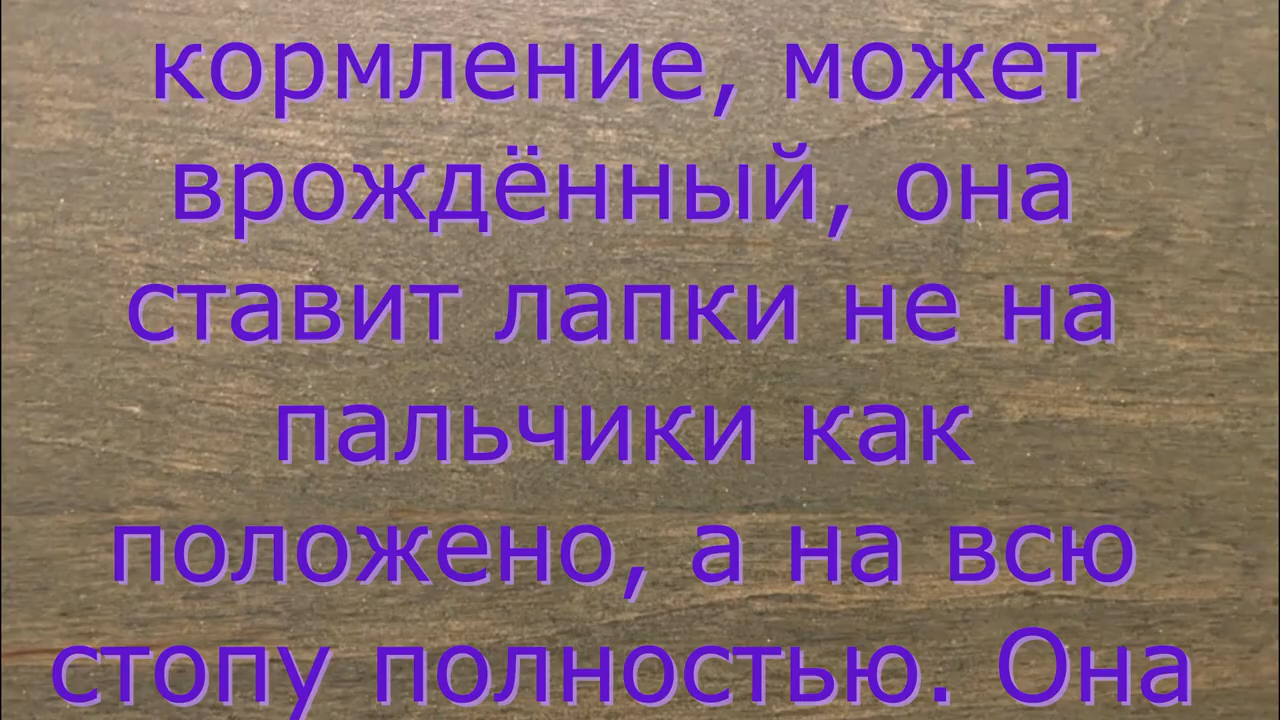 кормление, может
врождённый, она
ставит лапки не на
пальчики как
положено, а на всю
стопу полностью. Она